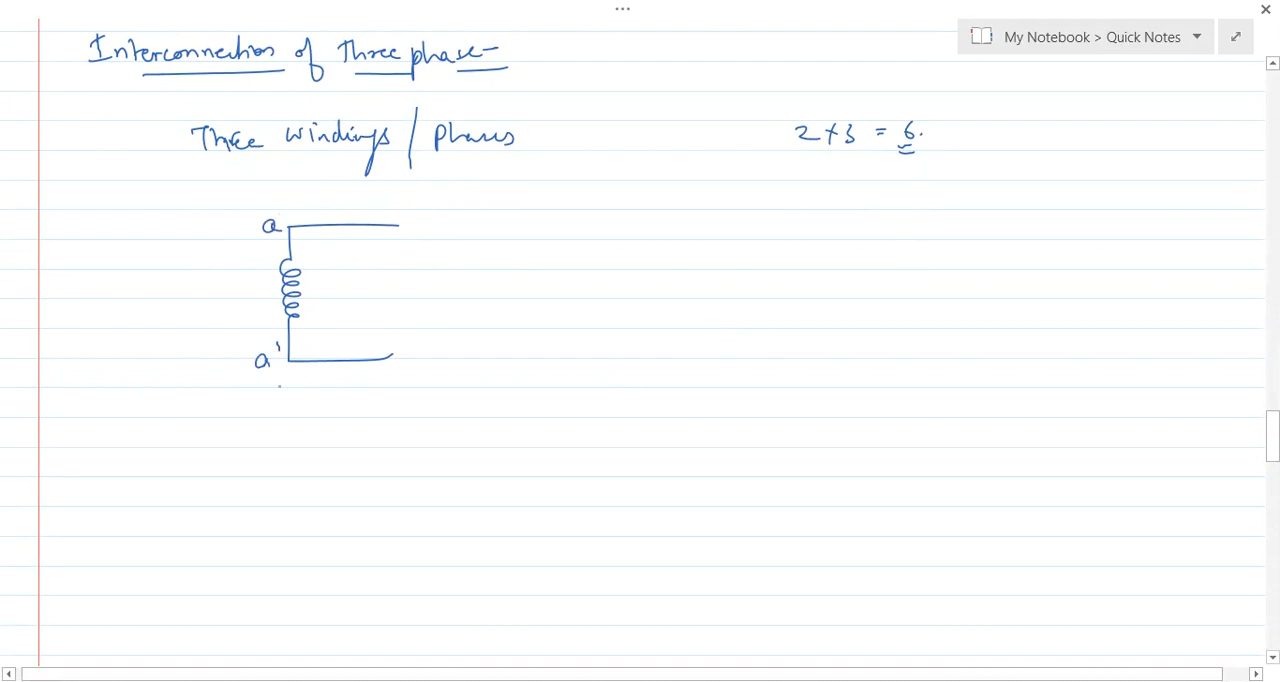 My Notebook > Quick Notes
Interconnection of Three phase-
Three windings / Phases
2 × 3 = 6.
a
a'